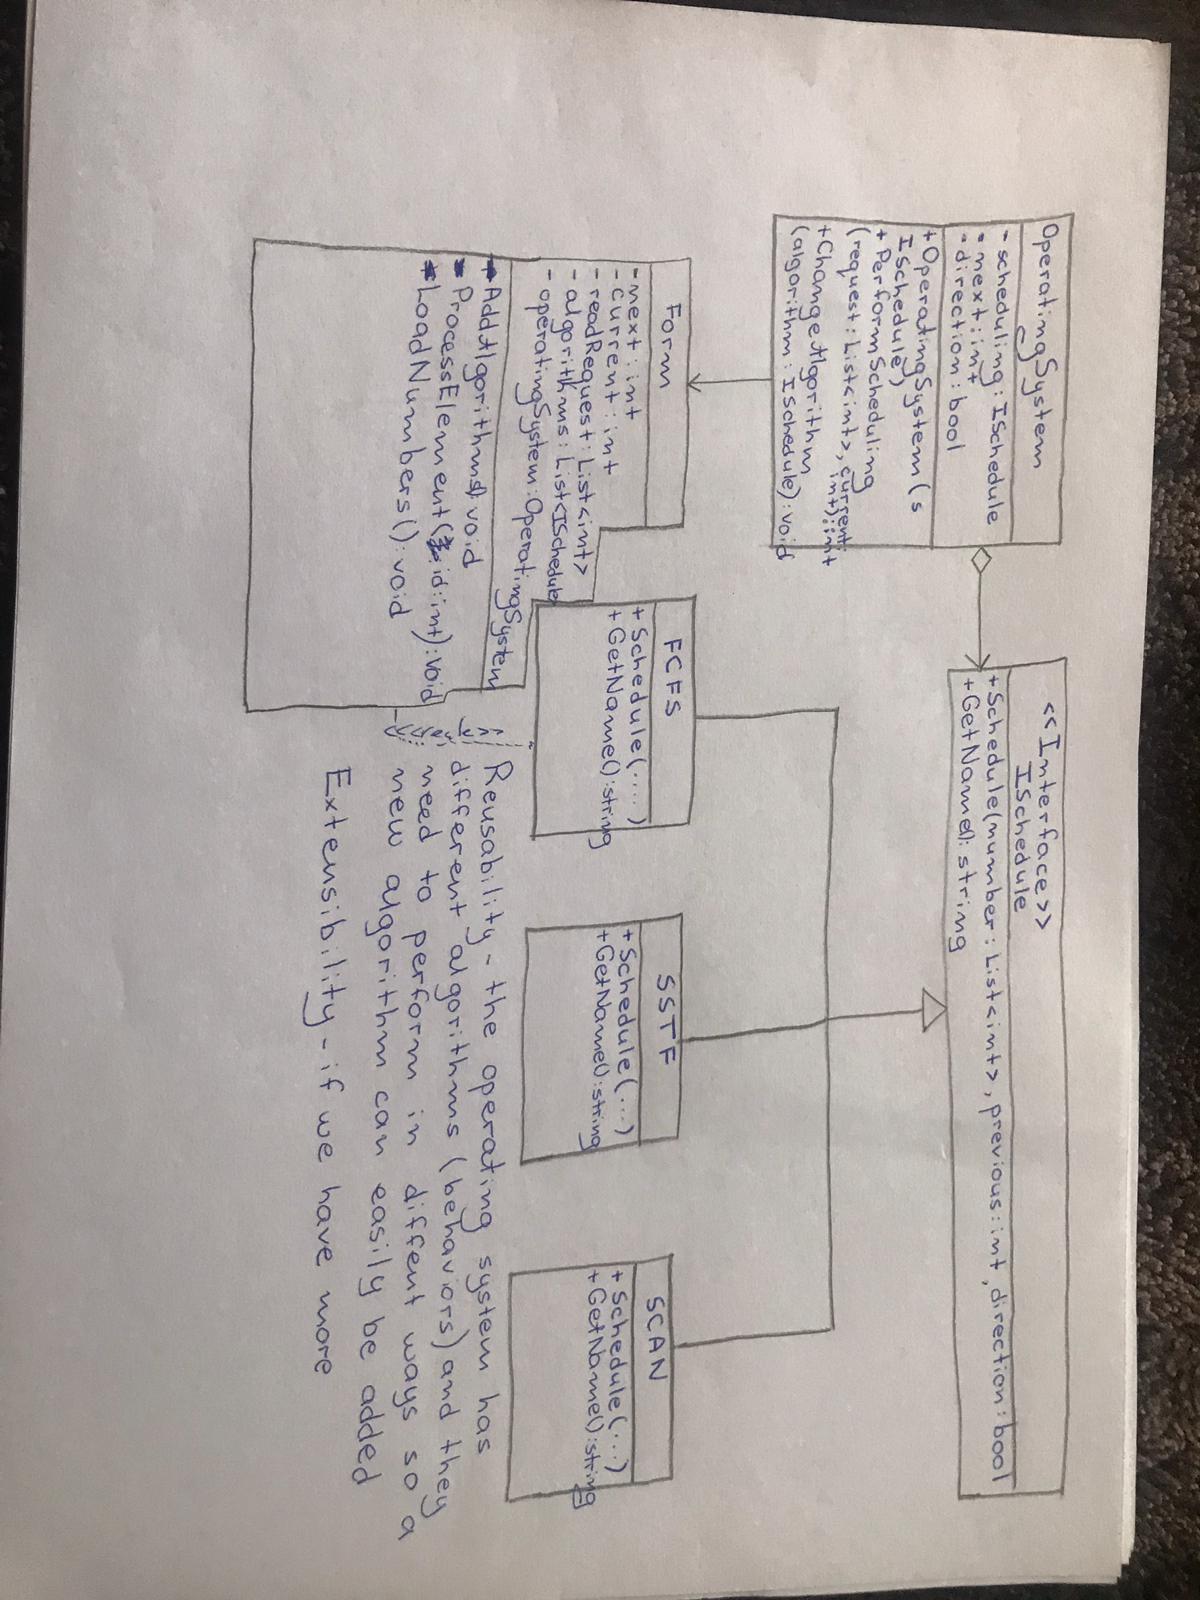 OperatingSystem
- scheduling: ISchedule
- next: int
- direction: bool
+ OperatingSystem(s
ISchedule)
+ PerformScheduling
(request: List<int>, current:
int): int
+ChangeAlgorithm
(algorithm: ISchedule): void
<<Interface>>
ISchedule
+Schedule(number: List<int>, previous: int, direction: bool
+GetName(): string
Form
-next: int
-current: int
- readRequest: List<int>
- algorithms: List<ISchedule
- operatingSystem: OperatingSystem
AddAlgorithms(): void
- ProcessElement( id: int): void
LoadNumbers(): void
FCFS
+ Schedule(....)
+ GetName(): string
SSTF
+ Schedule(...)
+GetName(): string
SCAN
+ Schedule(...)
+ GetName(): string
Reusability - the operating system has
different algorithms (behaviors) and they
need to perform in diffent ways so a
new algorithm can easily be added
Extensibility - if we have more